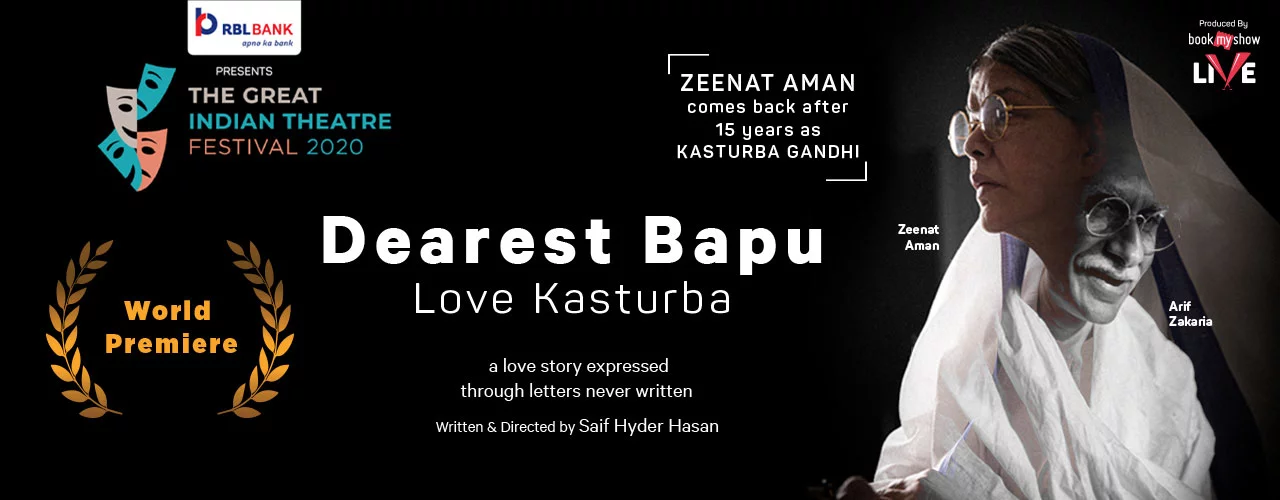 RBLBANK
apno ka bank
PRESENTS
THE GREAT
INDIAN THEATRE
FESTIVAL 2020
World
Premiere
ZEENAT AMAN
comes back after
15 years as
KASTURBA GANDHI
Dearest Bapu
Love Kasturba
a love story expressed
through letters never written
Written & Directed by Saif Hyder Hasan
Zeenat
Aman
Arif
Zakaria
Produced By
book my show
LIVE